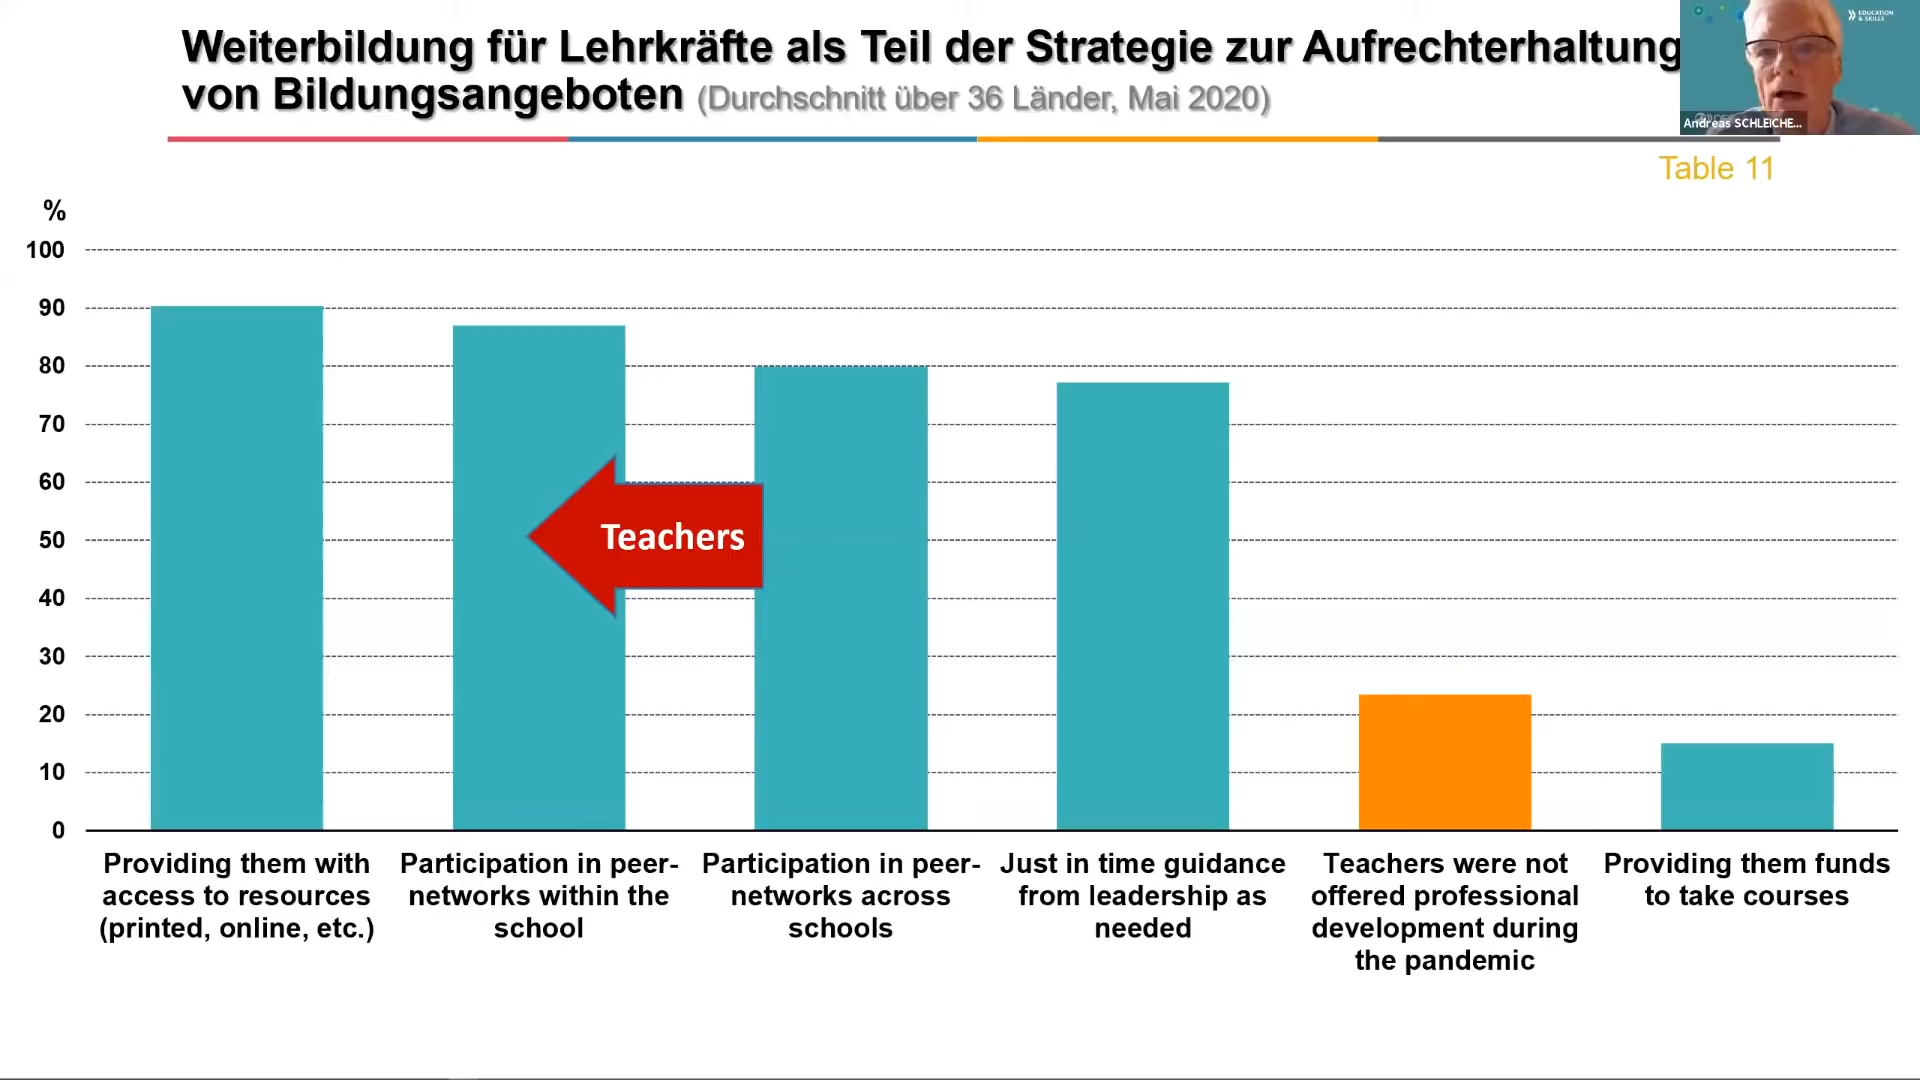 Weiterbildung für Lehrkräfte als Teil der Strategie zur Aufrechterhaltung
von Bildungsangeboten (Durchschnitt über 36 Länder, Mai 2020)
EDUCATION
& SKILLS
Andreas SCHLEICHE...
Table 11
%
100
90
80
70
60
50
40
30
20
10
0
Teachers
Providing them with
access to resources
(printed, online, etc.)
Participation in peer-
networks within the
school
Participation in peer-
networks across
schools
Just in time guidance
from leadership as
needed
Teachers were not
offered professional
development during
the pandemic
Providing them funds
to take courses